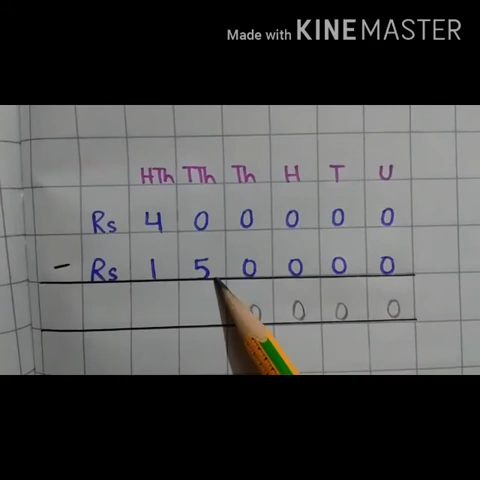 Made with KINEMASTER
HTh TTh Th H T U
Rs 4 0 0 0 0 0
- Rs 1 5 0 0 0 0
0 0 0 0